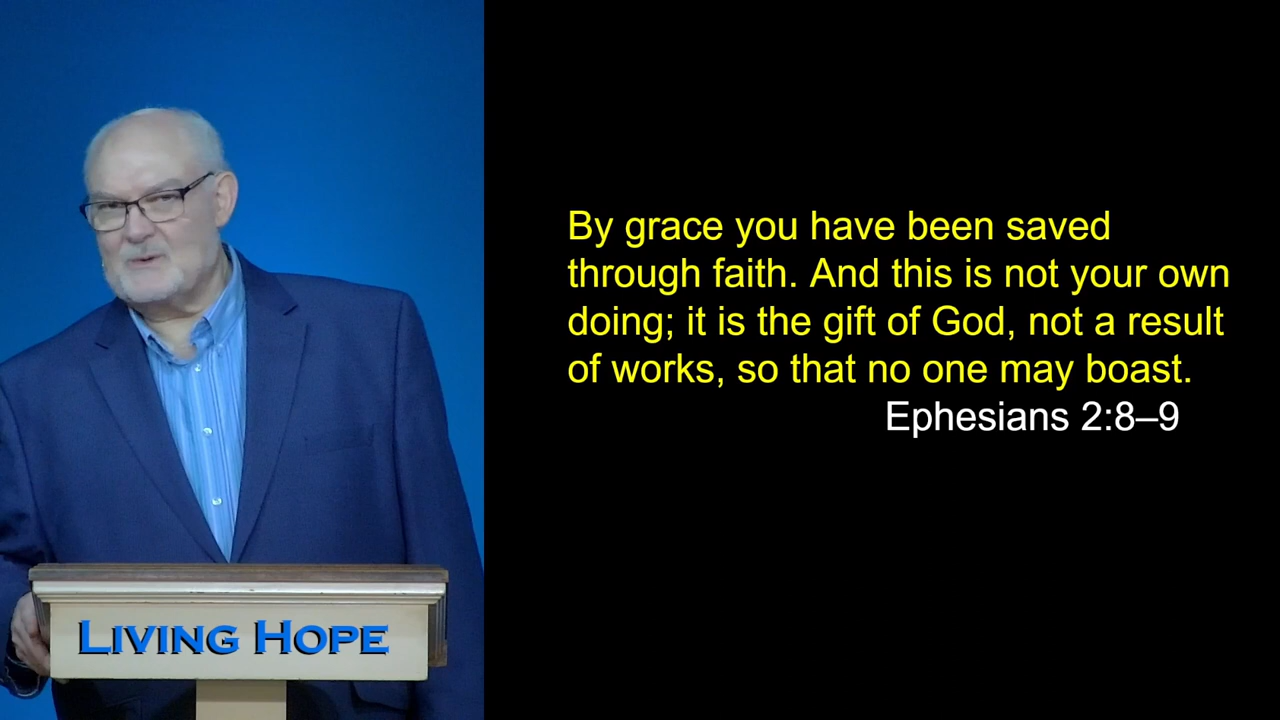 By grace you have been saved
through faith. And this is not your own
doing; it is the gift of God, not a result
of works, so that no one may boast.
Ephesians 2:8–9
LIVING HOPE